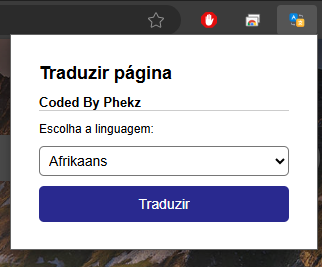 Traduzir página
Coded By Phekz
Escolha a linguagem:
Afrikaans
Traduzir